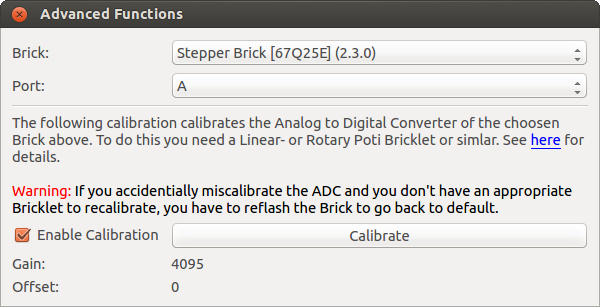 Advanced Functions
Brick: Stepper Brick [67Q25E] (2.3.0)
Port: A
The following calibration calibrates the Analog to Digital Converter of the choosen
Brick above. To do this you need a Linear- or Rotary Poti Bricklet or simlar. See here for
details.
Warning: If you accidentially miscalibrate the ADC and you don't have an appropriate
Bricklet to recalibrate, you have to reflash the Brick to go back to default.
Enable Calibration Calibrate
Gain: 4095
Offset: 0